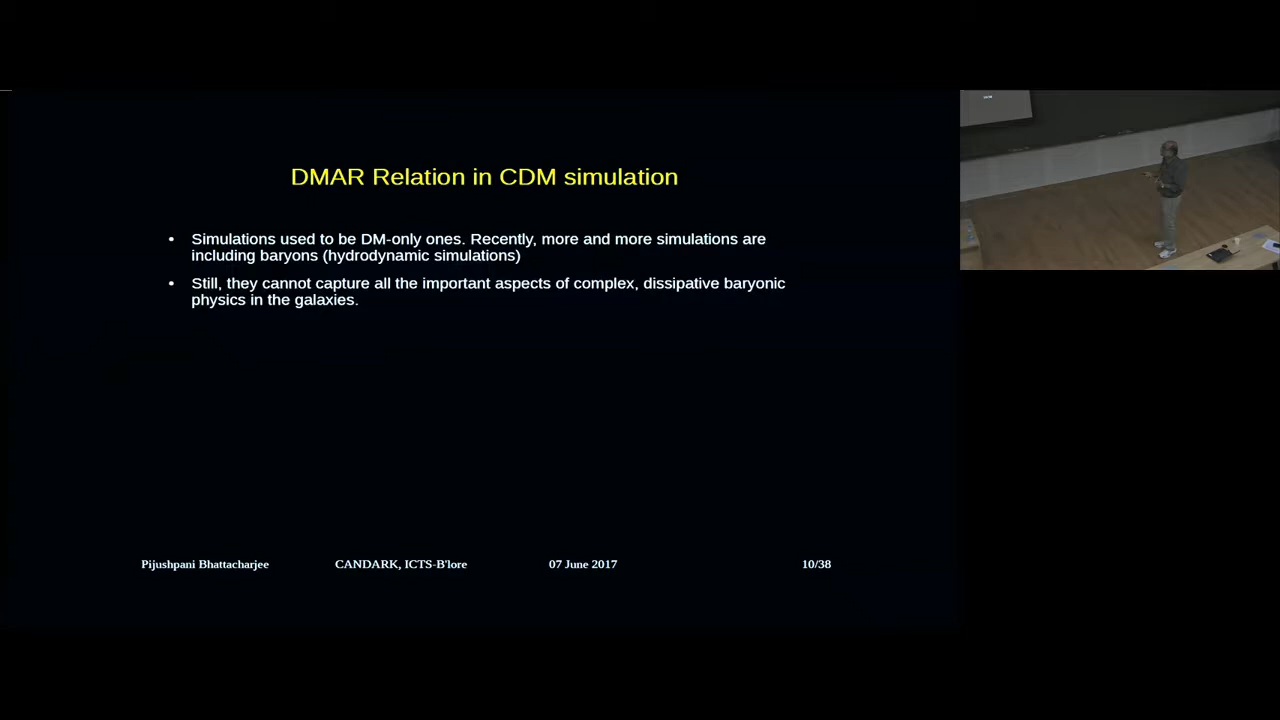 DMAR Relation in CDM simulation
• Simulations used to be DM-only ones. Recently, more and more simulations are
including baryons (hydrodynamic simulations)
• Still, they cannot capture all the important aspects of complex, dissipative baryonic
physics in the galaxies.
Pijushpani Bhattacharjee CANDARK, ICTS-B'lore 07 June 2017 10/38